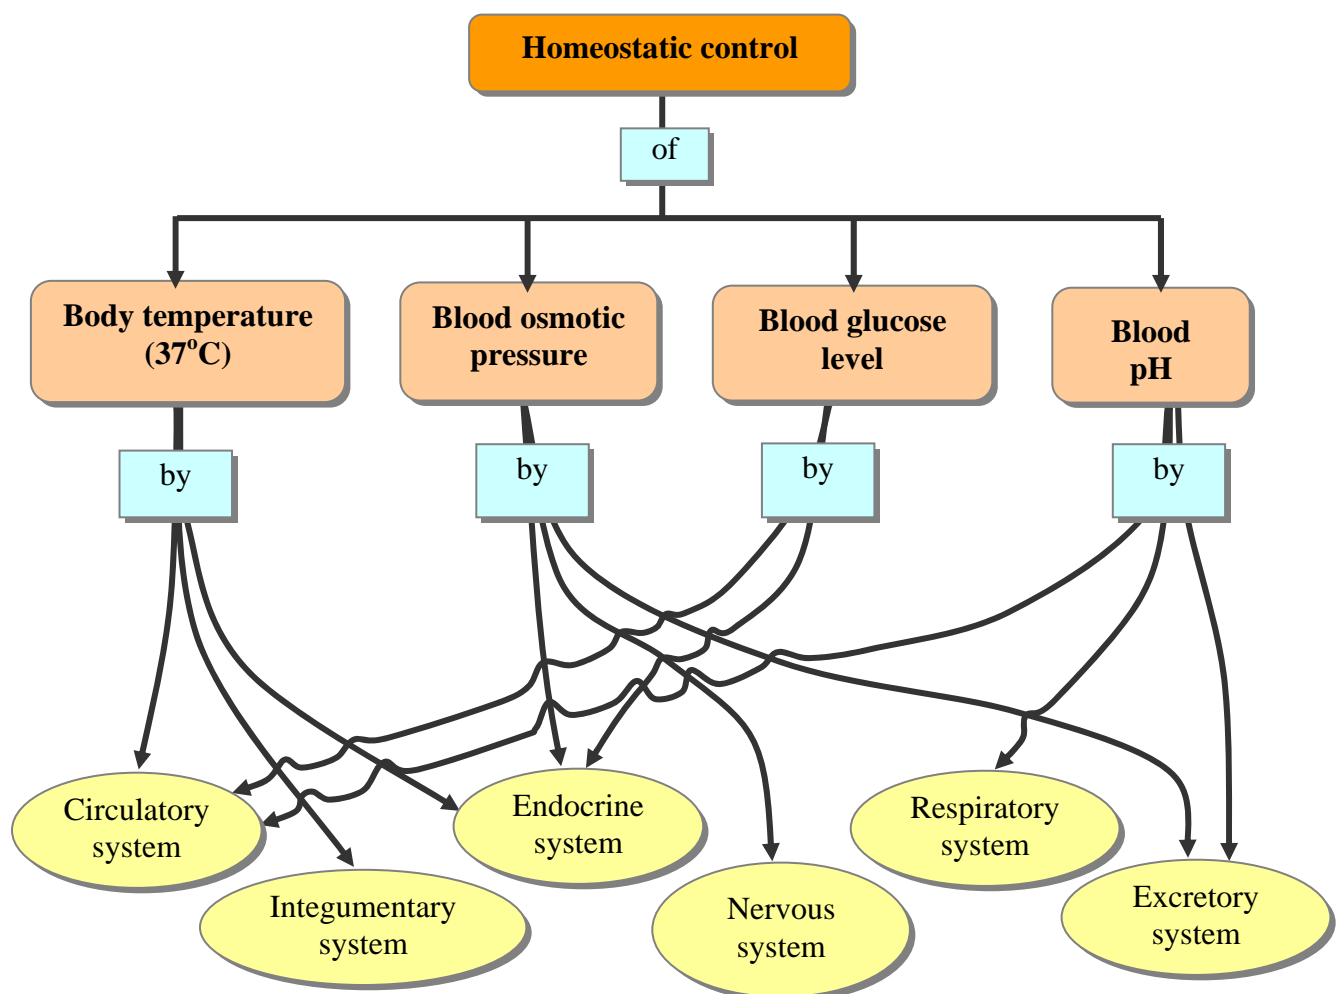 Homeostatic control
of
Body temperature
(37°C)
Blood osmotic
pressure
Blood glucose
level
Blood
pH
by
by
by
by
Circulatory
system
Endocrine
system
Respiratory
system
Integumentary
system
Nervous
system
Excretory
system